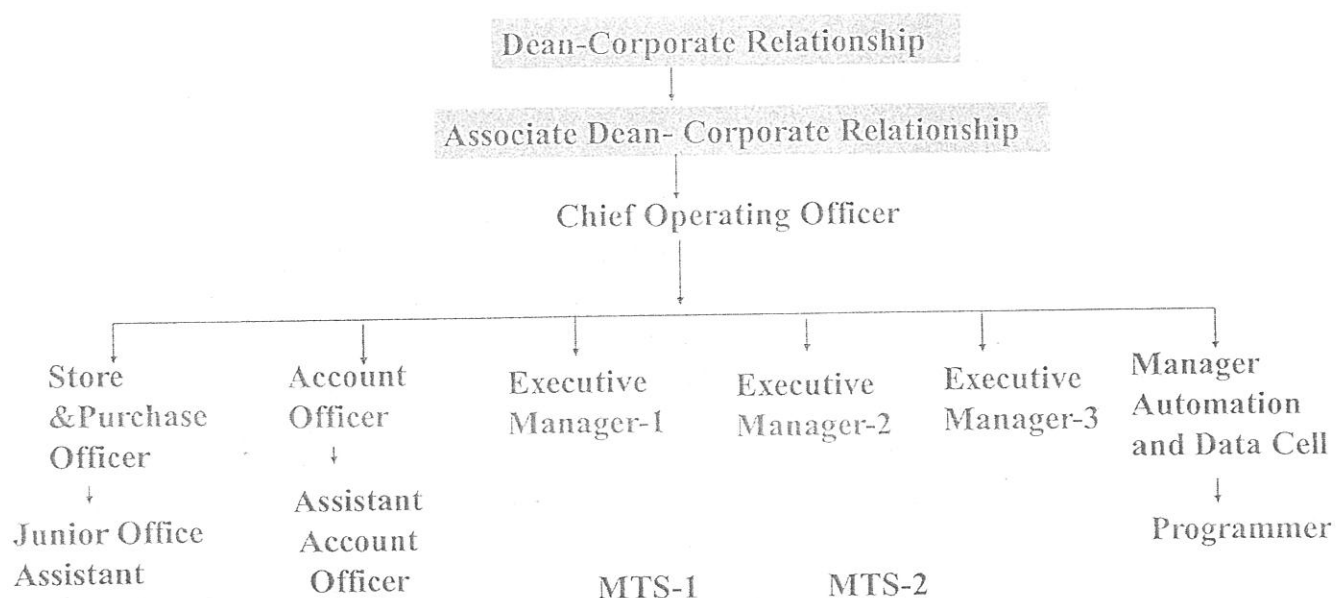 Dean-Corporate Relationship
Associate Dean- Corporate Relationship
Chief Operating Officer
Store
&Purchase
Officer
Junior Office
Assistant
Account
Officer
Assistant
Account
Officer
Executive
Manager-1
Executive
Manager-2
Executive
Manager-3
Manager
Automation
and Data Cell
Programmer
MTS-1
MTS-2